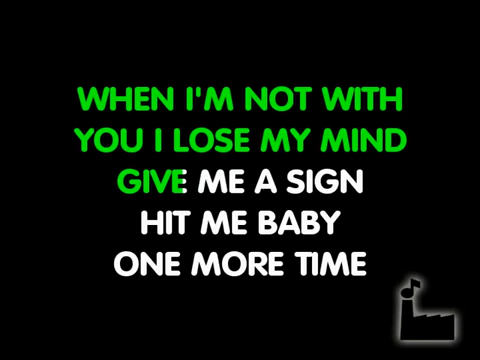 WHEN I'M NOT WITH
YOU I LOSE MY MIND
GIVE ME A SIGN
HIT ME BABY
ONE MORE TIME